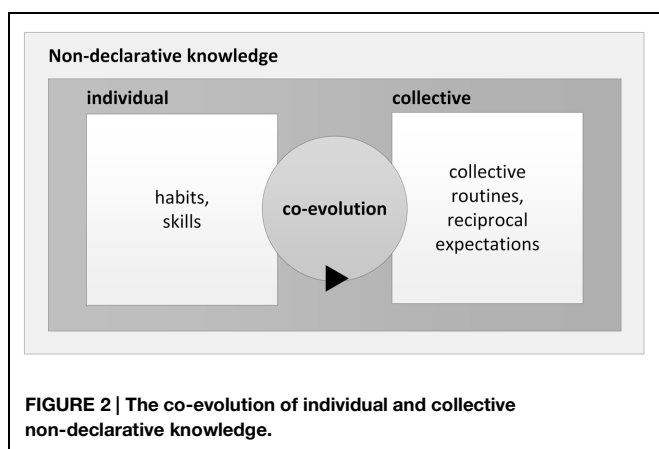 Non-declarative knowledge
individual
collective
habits,
skills
co-evolution
collective
routines,
reciprocal
expectations
FIGURE 2 | The co-evolution of individual and collective
non-declarative knowledge.